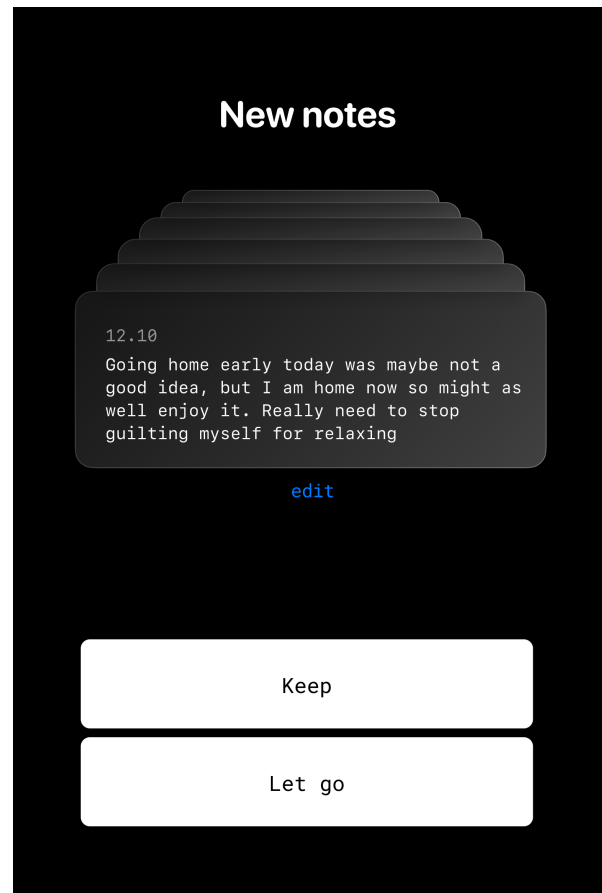 New notes
12.10
Going home early today was maybe not a
good idea, but I am home now so might as
well enjoy it. Really need to stop
guilting myself for relaxing
edit
Keep
Let go